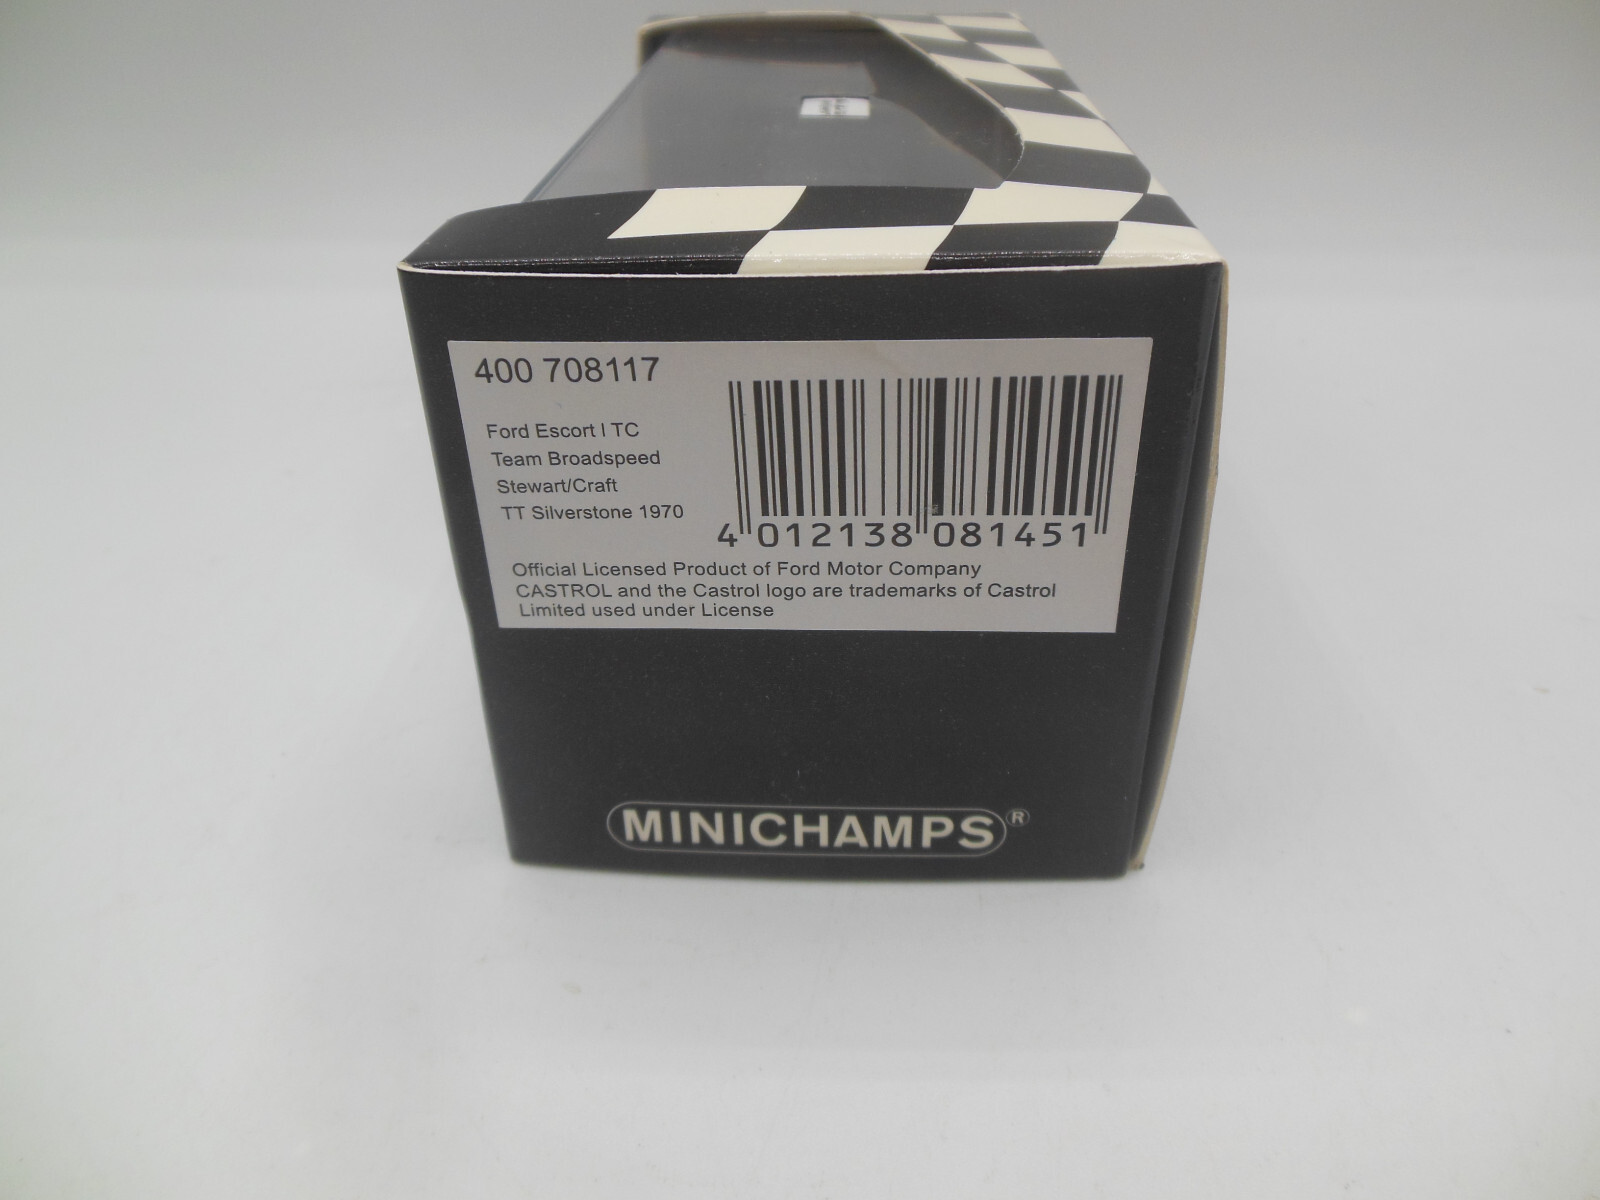 400 708117
Ford Escort I TC
Team Broadspeed
Stewart/Craft
TT Silverstone 1970
4 012138 081451
Official Licensed Product of Ford Motor Company
CASTROL and the Castrol logo are trademarks of Castrol
Limited used under License
MINICHAMPS®